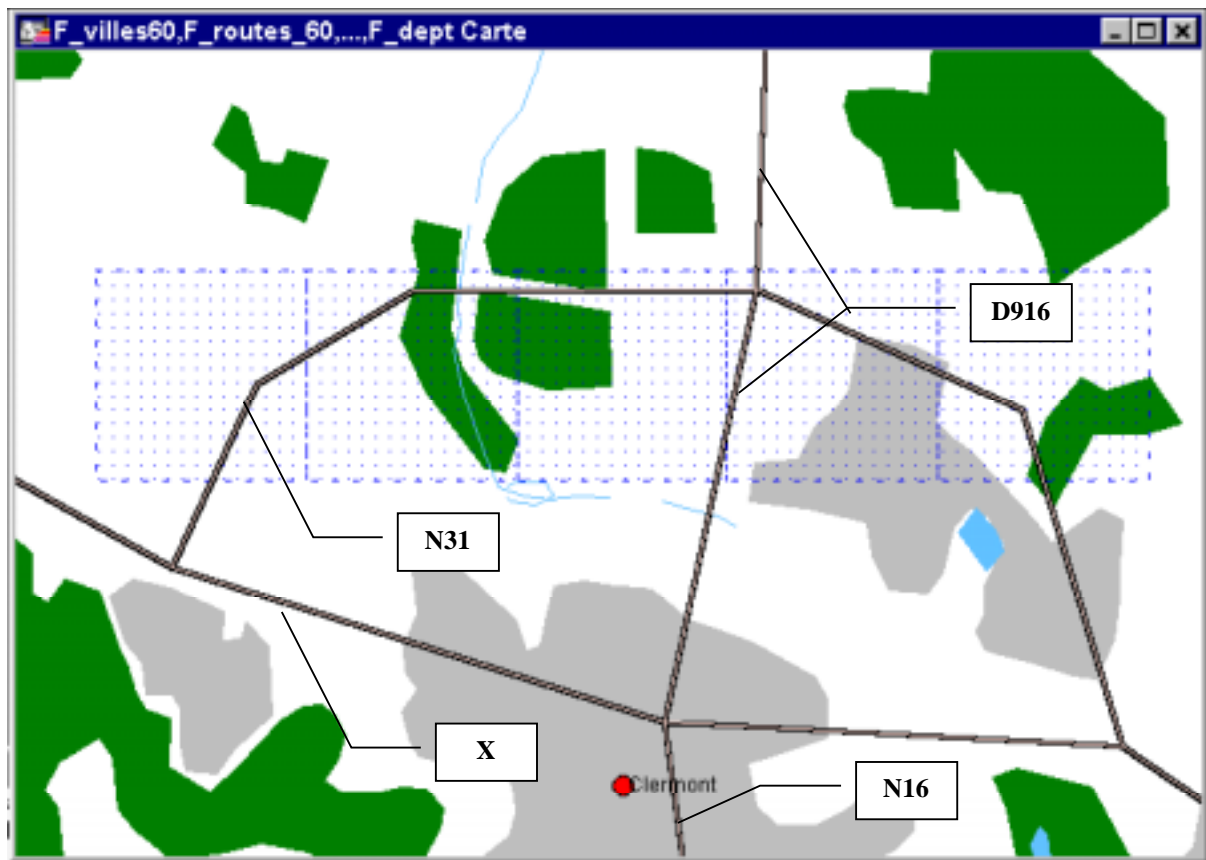 F_villes60,F_routes_60,...,F_dept Carte
D916
N31
X
Clermont
N16